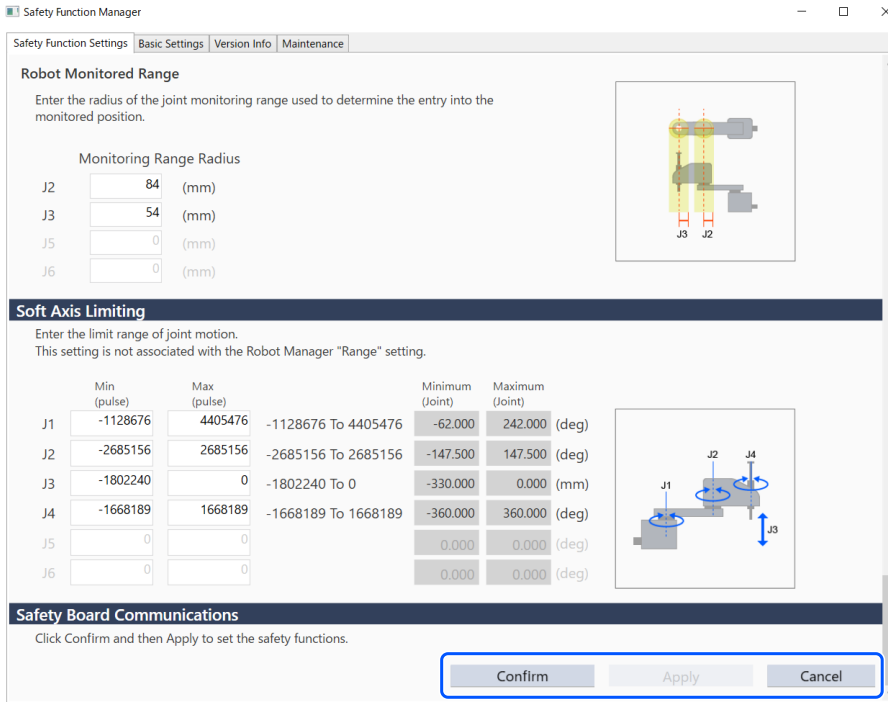 Safety Function Manager
Safety Function Settings Basic Settings Version Info Maintenance
Robot Monitored Range
Enter the radius of the joint monitoring range used to determine the entry into the
monitored position.
Monitoring Range Radius
J2 84 (mm)
J3 54 (mm)
J5 0 (mm)
J6 0 (mm)
J3 J2
Soft Axis Limiting
Enter the limit range of joint motion.
This setting is not associated with the Robot Manager "Range" setting.
Min Max Minimum Maximum
(pulse) (pulse) (Joint) (Joint)
J1 -1128676 4405476 -1128676 To 4405476 -62.000 242.000 (deg)
J2 -2685156 2685156 -2685156 To 2685156 -147.500 147.500 (deg)
J3 -1802240 0 -1802240 To 0 -330.000 0.000 (mm)
J4 -1668189 1668189 -1668189 To 1668189 -360.000 360.000 (deg)
J5 0 0 0.000 0.000 (deg)
J6 0 0 0.000 0.000 (deg)
J2 J4
J1
J3
Safety Board Communications
Click Confirm and then Apply to set the safety functions.
Confirm Apply Cancel